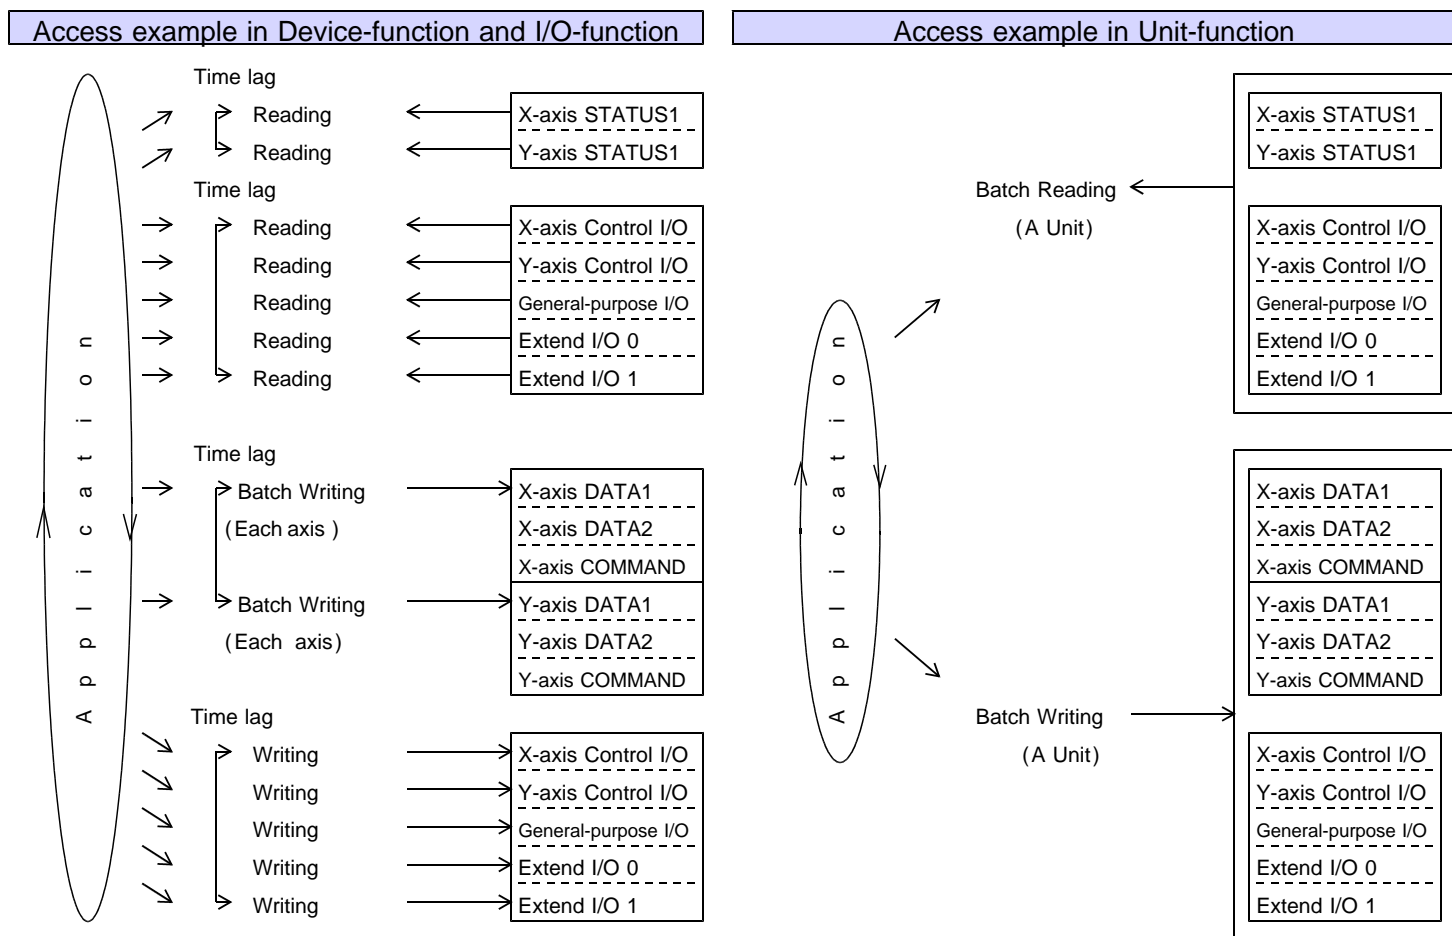 Access example in Device-function and I/O-function
Time lag
Reading
X-axis STATUS1
Reading
Y-axis STATUS1
Time lag
Reading
X-axis Control I/O
Reading
Y-axis Control I/O
Reading
General-purpose I/O
Reading
Extend I/O 0
Reading
Extend I/O 1
Application
Time lag
Batch Writing
(Each axis )
X-axis DATA1
X-axis DATA2
X-axis COMMAND
Batch Writing
(Each axis)
Y-axis DATA1
Y-axis DATA2
Y-axis COMMAND
Time lag
Writing
X-axis Control I/O
Writing
Y-axis Control I/O
Writing
General-purpose I/O
Writing
Extend I/O 0
Writing
Extend I/O 1
Access example in Unit-function
Application
Batch Reading
(A Unit)
X-axis STATUS1
Y-axis STATUS1
X-axis Control I/O
Y-axis Control I/O
General-purpose I/O
Extend I/O 0
Extend I/O 1
Batch Writing
(A Unit)
X-axis DATA1
X-axis DATA2
X-axis COMMAND
Y-axis DATA1
Y-axis DATA2
Y-axis COMMAND
X-axis Control I/O
Y-axis Control I/O
General-purpose I/O
Extend I/O 0
Extend I/O 1